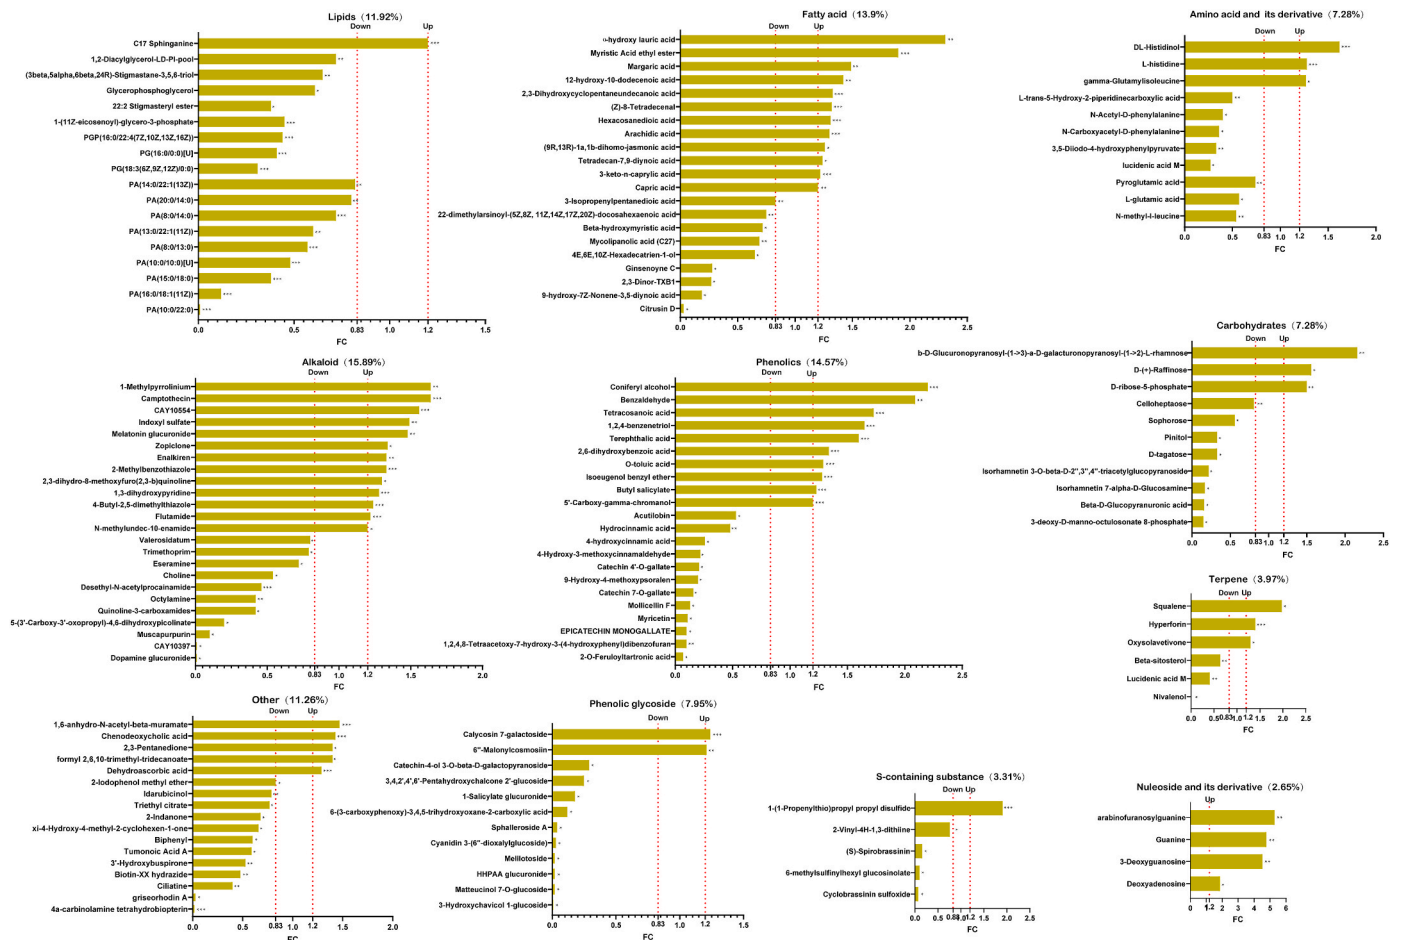 Lipids (11.92%)
Down Up
C17 Sphinganine ***
1,2-Diacylglycerol-LD-PI-pool **
(3beta,5alpha,6beta,24R)-Stigmastane-3,5,6-triol **
Glycerophosphoglycerol *
22:2 Stigmasteryl ester *
1-(11Z-eicosenoyl)-glycero-3-phosphate ***
PGP(16:0/22:4(7Z,10Z,13Z,16Z)) ***
PG(16:0/0:0)[U] ***
PG(18:3(6Z,9Z,12Z)/0:0) ***
PA(14:0/22:1(13Z))
PA(20:0/14:0)
PA(8:0/14:0) ***
PA(13:0/22:1(11Z)) **
PA(8:0/13:0) ***
PA(10:0/10:0)[U] ***
PA(15:0/18:0) ***
PA(16:0/18:1(11Z)) ***
PA(10:0/22:0) ***
0.0 0.5 0.83 1.0 1.2 1.5
FC
Fatty acid (13.9%)
Down Up
-hydroxy lauric acid **
Myristic Acid ethyl ester ***
Margaric acid **
12-hydroxy-10-dodecenoic acid **
2,3-Dihydroxycyclopentaneundecanoic acid ***
(Z)-8-Tetradecenal ***
Hexacosanedioic acid ***
Arachidic acid ***
(9R,13R)-1a,1b-dihomo-jasmonic acid *
Tetradecan-7,9-diynoic acid *
3-keto-n-caprylic acid ***
Capric acid **
3-Isopropenylpentanedioic acid **
22-dimethylarsinoyl-(5Z,8Z, 11Z,14Z,17Z,20Z)-docosahexaenoic acid **
Beta-hydroxymyristic acid *
Mycolipanolic acid (C27) **
4E,6E,10Z-Hexadecatrien-1-ol *
Ginsenoyne C *
2,3-Dinor-TXB1 *
9-hydroxy-7Z-Nonene-3,5-diynoic acid *
Citrusin D *
0.0 0.5 0.83 1.0 1.2 1.5 2.0 2.5
FC
Amino acid and its derivative (7.28%)
Down Up
DL-Histidinol ***
L-histidine ***
gamma-Glutamylisoleucine *
L-trans-5-Hydroxy-2-piperidinecarboxylic acid **
N-Acetyl-D-phenylalanine *
N-Carboxyacetyl-D-phenylalanine *
3,5-Diiodo-4-hydroxyphenylpyruvate **
lucidenic acid M *
Pyroglutamic acid **
L-glutamic acid *
N-methyl-l-leucine **
0.0 0.5 0.83 1.0 1.2 1.5 2.0
FC
Carbohydrates (7.28%)
Down Up
b-D-Glucuronopyranosyl-(1->3)-a-D-galacturonopyranosyl-(1->2)-L-rhamnose **
D-(+)-Raffinose *
D-ribose-5-phosphate **
Celloheptaose
Sophorose *
Pinitol *
D-tagatose *
Isorhamnetin 3-O-beta-D-2'',3'',4''-triacetylglucopyranoside *
Isorhamnetin 7-alpha-D-Glucosamine *
Beta-D-Glucopyranuronic acid *
3-deoxy-D-manno-octulosonate 8-phosphate *
0.0 0.5 0.83 1.0 1.2 1.5 2.0 2.5
FC
Alkaloid (15.89%)
Down Up
1-Methylpyrrolinium **
Camptothecin ***
CAY10554 ***
Indoxyl sulfate **
Melatonin glucuronide **
Zopiclone *
Enalkiren **
2-Methylbenzothiazole ***
2,3-dihydro-8-methoxyfuro(2,3-b)quinoline *
1,3-dihydroxypyridine ***
4-Butyl-2,5-dimethylthiazole ***
Flutamide ***
N-methylundec-10-enamide *
Valerosidatum *
Trimethoprim *
Eseramine *
Choline *
Desethyl-N-acetylprocainamide ***
Octylamine **
Quinoline-3-carboxamides *
5-(3'-Carboxy-3'-oxopropyl)-4,6-dihydroxypicolinate *
Muscapurpurin *
CAY10397 *
Dopamine glucuronide *
0.0 0.5 0.83 1.0 1.2 1.5 2.0
FC
Phenolics (14.57%)
Down Up
Coniferyl alcohol ***
Benzaldehyde **
Tetracosanoic acid ***
1,2,4-benzenetriol ***
Terephthalic acid ***
2,6-dihydroxybenzoic acid ***
O-toluic acid ***
Isoeugenol benzyl ether ***
Butyl salicylate ***
5'-Carboxy-gamma-chromanol ***
Acutilobin *
Hydrocinnamic acid **
4-hydroxycinnamic acid *
4-Hydroxy-3-methoxycinnamaldehyde *
Catechin 4'-O-gallate *
9-Hydroxy-4-methoxypsoralen *
Catechin 7-O-gallate *
Mollicellin F *
Myricetin *
EPICATECHIN MONOGALLATE *
1,2,4,8-Tetracetoxy-7-hydroxy-3-(4-hydroxyphenyl)dibenzofuran **
2-O-Feruloyltartronic acid *
0.0 0.5 0.83 1.0 1.2 1.5 2.0 2.5
FC
Terpene (3.97%)
Down Up
Squalene *
Hyperforin ***
Oxysolavetivone *
Beta-sitosterol **
Lucidenic acid M **
Nivalenol *
0.0 0.5 0.83 1.0 1.2 1.5 2.0 2.5
FC
Other (11.26%)
Down Up
1,6-anhydro-N-acetyl-beta-muramate ***
Chenodeoxycholic acid ***
2,3-Pentanedione *
formyl 2,6,10-trimethyl-tridecanoate *
Dehydroascorbic acid ***
2-Iodophenol methyl ether *
Idarubicinol
Triethyl citrate *
2-Indanone *
xi-4-Hydroxy-4-methyl-2-cyclohexen-1-one *
Biphenyl *
Tumonoic Acid A *
3'-Hydroxybuspirone **
Biotin-XX hydrazide **
Ciliatine **
griseorhodin A *
4a-carbinolamine tetrahydrobiopterin ***
0.0 0.5 0.83 1.0 1.2 1.5 2.0
FC
Phenolic glycoside (7.95%)
Down Up
Calycosin 7-galactoside ***
6"-Malonylcosmosiin **
Catechin-4-ol 3-O-beta-D-galactopyranoside *
3,4,2',4',6'-Pentahydroxychalcone 2'-glucoside *
1-Salicylate glucuronide *
6-(3-carboxyphenoxy)-3,4,5-trihydroxyoxane-2-carboxylic acid *
Sphalleroside A *
Cyanidin 3-(6''-dioxalylglucoside) *
Melilotoside *
HHPAA glucuronide *
Matteucinol 7-O-glucoside *
3-Hydroxychavicol 1-glucoside *
0.0 0.5 0.83 1.0 1.2 1.5
FC
S-containing substance (3.31%)
Down Up
1-(1-Propenylthio)propyl propyl disulfide ***
2-Vinyl-4H-1,3-dithiine *
(S)-Spirobrassinin *
6-methylsulfinylhexyl glucosinolate *
Cyclobrassinin sulfoxide *
0.0 0.5 0.83 1.0 1.2 1.5 2.0 2.5
FC
Nuleoside and its derivative (2.65%)
Up
arabinofuranosylguanine **
Guanine **
3-Deoxyguanosine **
Deoxyadenosine *
0 1 1.2 2 3 4 5 6
FC